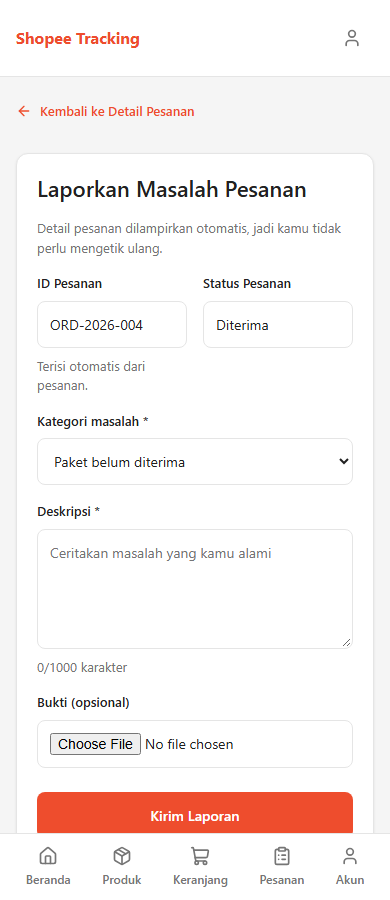 Shopee Tracking
Kembali ke Detail Pesanan
Laporkan Masalah Pesanan
Detail pesanan dilampirkan otomatis, jadi kamu tidak
perlu mengetik ulang.
ID Pesanan
Status Pesanan
ORD-2026-004
Diterima
Terisi otomatis dari
pesanan.
Kategori masalah *
Paket belum diterima
Deskripsi *
Ceritakan masalah yang kamu alami
0/1000 karakter
Bukti (opsional)
Choose File No file chosen
Kirim Laporan
Beranda
Produk
Keranjang
Pesanan
Akun